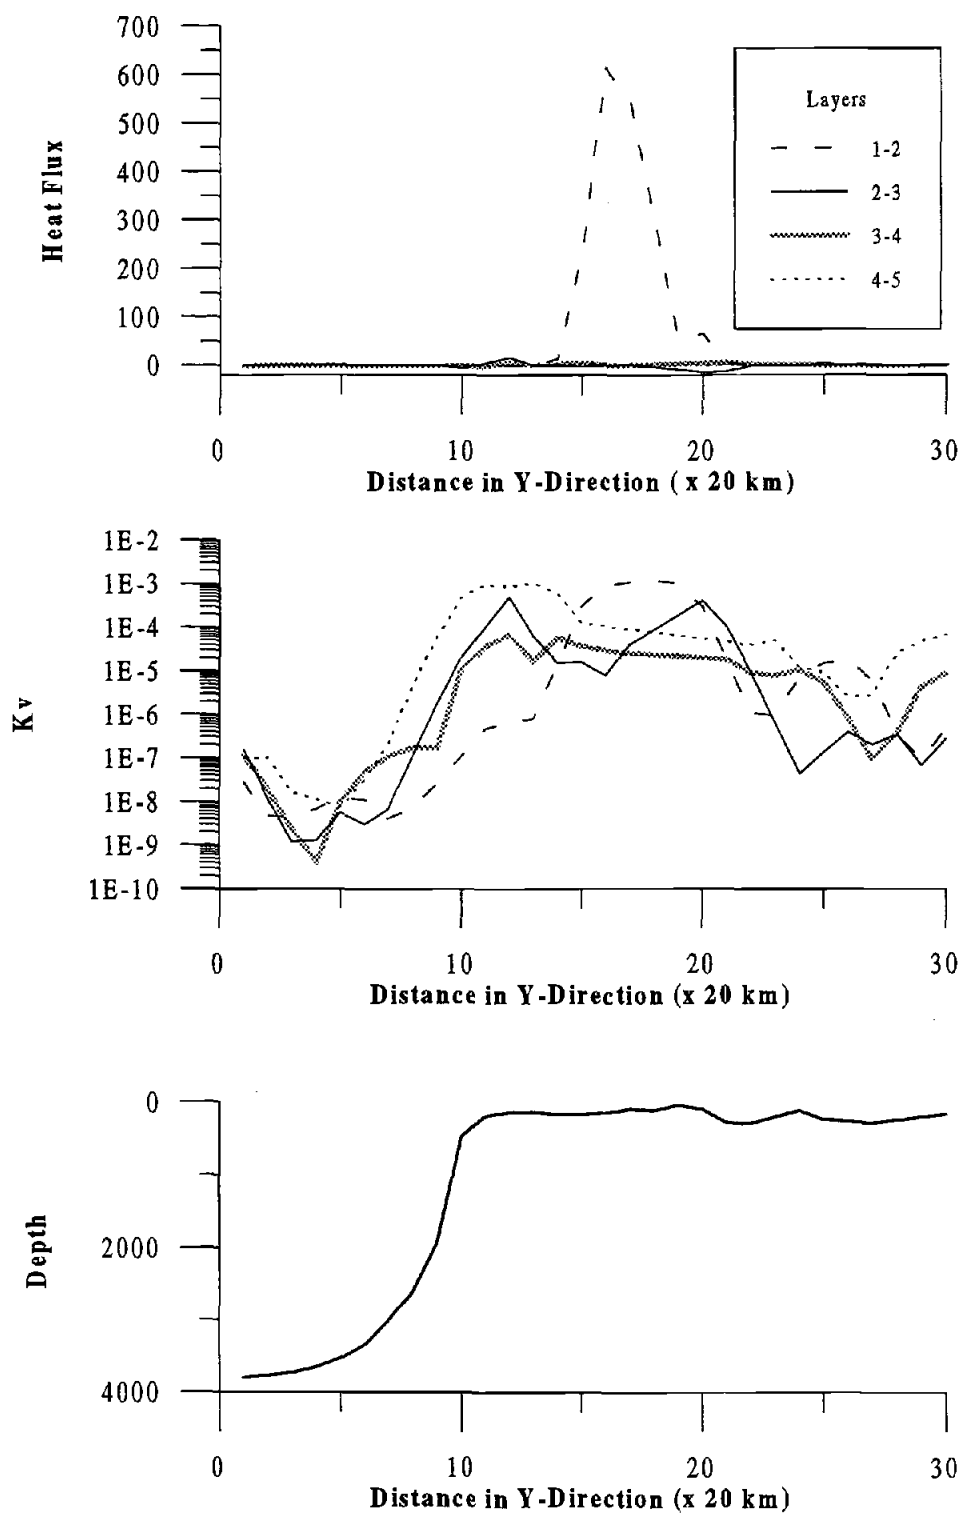 700
600
500
400
300
200
100
0
Heat Flux
Layers
1-2
2-3
3-4
4-5
0 10 20 30
Distance in Y-Direction ( x 20 km)
1E-2
1E-3
1E-4
1E-5
1E-6
1E-7
1E-8
1E-9
1E-10
Kv
0 10 20 30
Distance in Y-Direction (x 20 km)
0
2000
4000
Depth
0 10 20 30
Distance in Y-Direction (x 20 km)